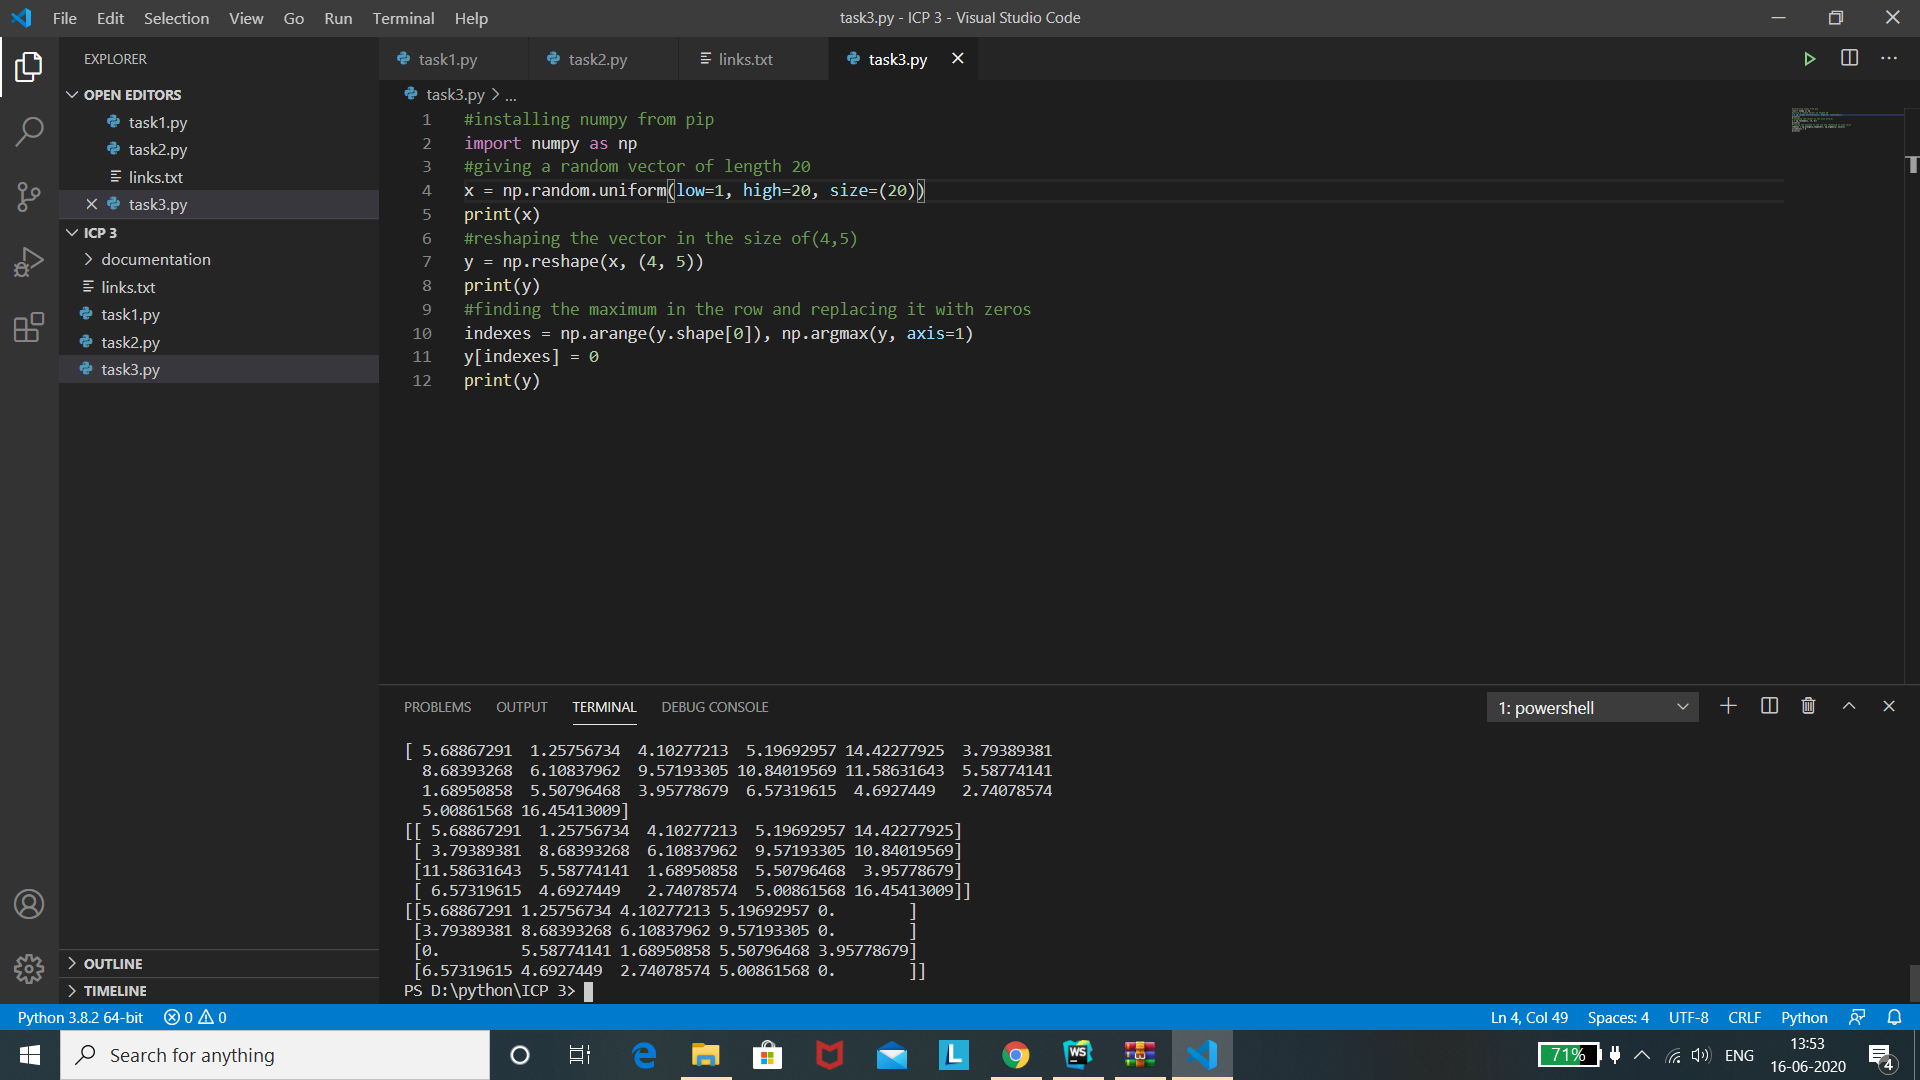 File Edit Selection View Go Run Terminal Help
task3.py - ICP 3 - Visual Studio Code
EXPLORER
OPEN EDITORS
task1.py
task2.py
links.txt
task3.py
ICP 3
documentation
links.txt
task1.py
task2.py
task3.py
OUTLINE
TIMELINE
task1.py task2.py links.txt task3.py
task3.py > ...
1 #installing numpy from pip
2 import numpy as np
3 #giving a random vector of length 20
4 x = np.random.uniform(low=1, high=20, size=(20))
5 print(x)
6 #reshaping the vector in the size of(4,5)
7 y = np.reshape(x, (4, 5))
8 print(y)
9 #finding the maximum in the row and replacing it with zeros
10 indexes = np.arange(y.shape[0]), np.argmax(y, axis=1)
11 y[indexes] = 0
12 print(y)
PROBLEMS OUTPUT TERMINAL DEBUG CONSOLE
1: powershell
[ 5.68867291  1.25756734  4.10277213  5.19692957 14.42277925  3.79389381
8.68393268  6.10837962  9.57193305 10.84019569 11.58631643  5.58774141
1.68950858  5.50796468  3.95778679  6.57319615  4.6927449   2.74078574
5.00861568 16.45413009]
[[ 5.68867291  1.25756734  4.10277213  5.19692957 14.42277925]
[ 3.79389381  8.68393268  6.10837962  9.57193305 10.84019569]
[11.58631643  5.58774141  1.68950858  5.50796468  3.95778679]
[ 6.57319615  4.6927449   2.74078574  5.00861568 16.45413009]]
[[5.68867291 1.25756734 4.10277213 5.19692957 0.        ]
[3.79389381 8.68393268 6.10837962 9.57193305 0.        ]
[0.         5.58774141 1.68950858 5.50796468 3.95778679]
[6.57319615 4.6927449  2.74078574 5.00861568 0.        ]]
PS D:\python\ICP 3>
Python 3.8.2 64-bit 0 0
Ln 4, Col 49 Spaces: 4 UTF-8 CRLF Python
Search for anything
L
WS
71%
ENG
13:53
16-06-2020
4